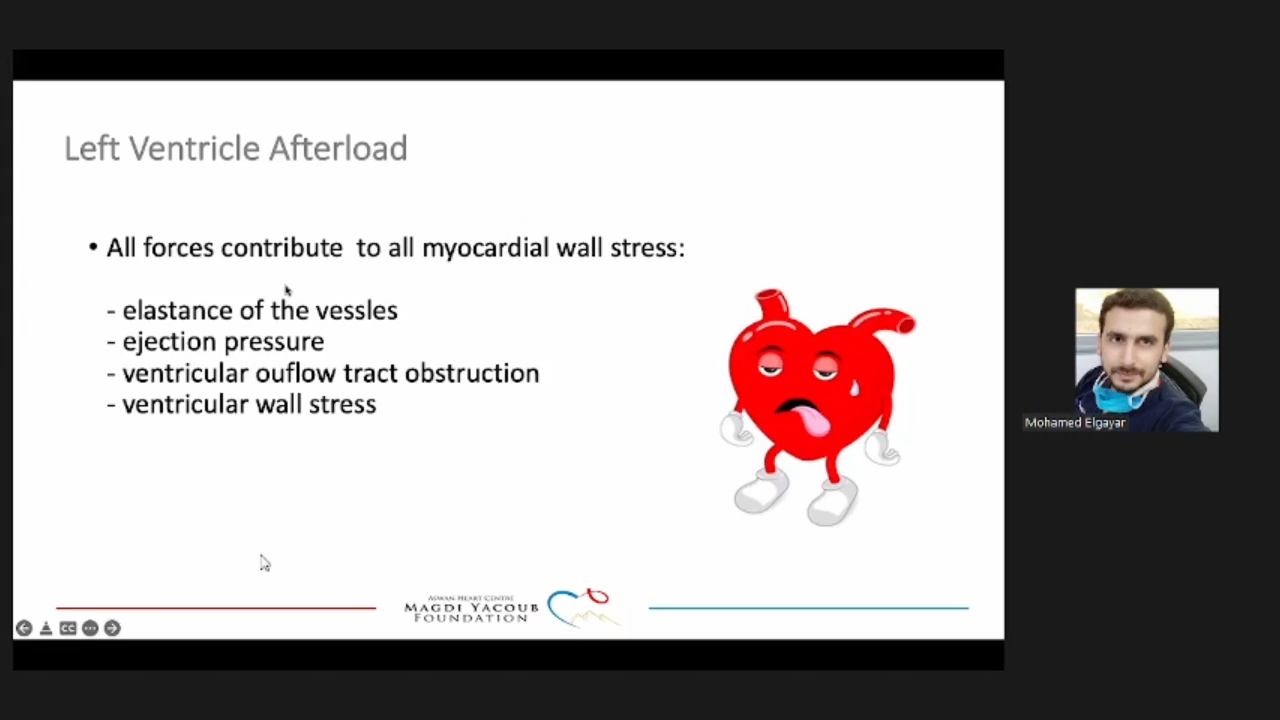 Left Ventricle Afterload
• All forces contribute to all myocardial wall stress:
- elastance of the vessles
- ejection pressure
- ventricular ouflow tract obstruction
- ventricular wall stress
Mohamed Elgayar
ASWAN HEART CENTRE
MAGDI YACOUB
FOUNDATION
CC